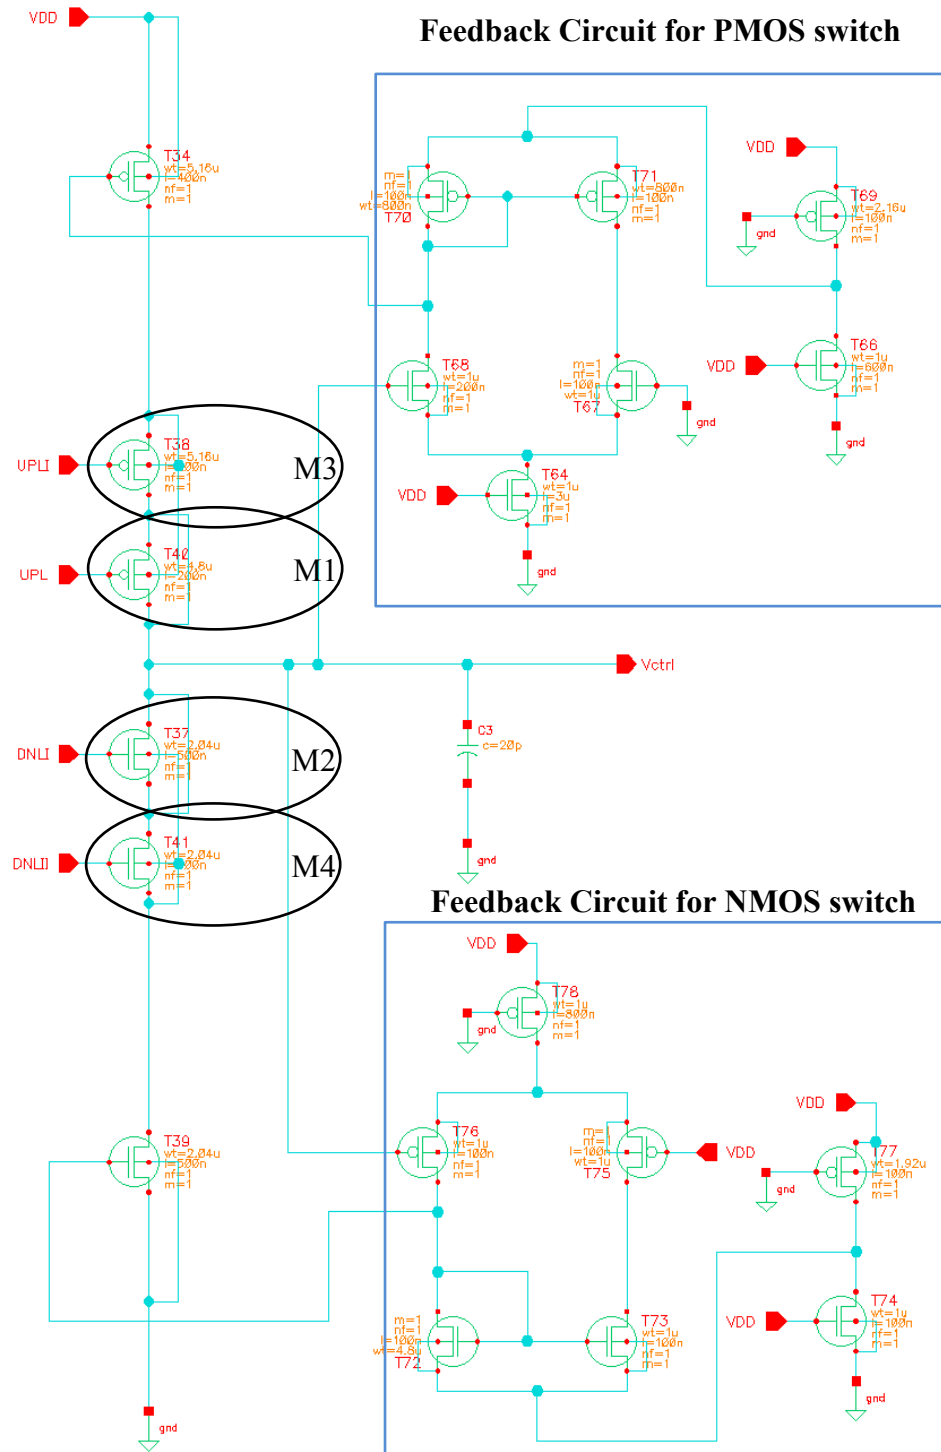 Feedback Circuit for PMOS switch
VDD
T34
wt=5.16u
l=400n
nf=1
m=1
m=1
nf=1
l=100n
wt=800n
T70
T71
wt=800n
l=100n
nf=1
m=1
VDD
T69
wt=2.16u
l=100n
nf=1
m=1
gnd
T68
wt=1u
l=200n
nf=1
m=1
m=1
nf=1
l=100n
wt=1u
T67
gnd
VDD
T66
wt=1u
l=600n
nf=1
m=1
gnd
UPLI
T38
wt=5.16u
nf=1
m=1
M3
VDD
T64
wt=1u
l=3u
nf=1
m=1
gnd
UPL
T40
wt=4.8u
l=200n
nf=1
m=1
M1
Vctrl
C3
c=20p
gnd
DNLI
T37
wt=2.04u
l=500n
nf=1
m=1
M2
DNLII
T41
wt=2.04u
nf=1
m=1
M4
Feedback Circuit for NMOS switch
VDD
T78
wt=1u
l=800n
nf=1
m=1
gnd
T39
wt=2.04u
l=500n
nf=1
m=1
T76
wt=1u
l=100n
nf=1
m=1
m=1
nf=1
l=100n
wt=1u
T75
VDD
VDD
T77
wt=1.92u
l=100n
nf=1
m=1
gnd
m=1
nf=1
l=100n
wt=4.8u
T72
T73
wt=1u
l=100n
nf=1
m=1
VDD
T74
wt=1u
l=100n
nf=1
m=1
gnd
gnd